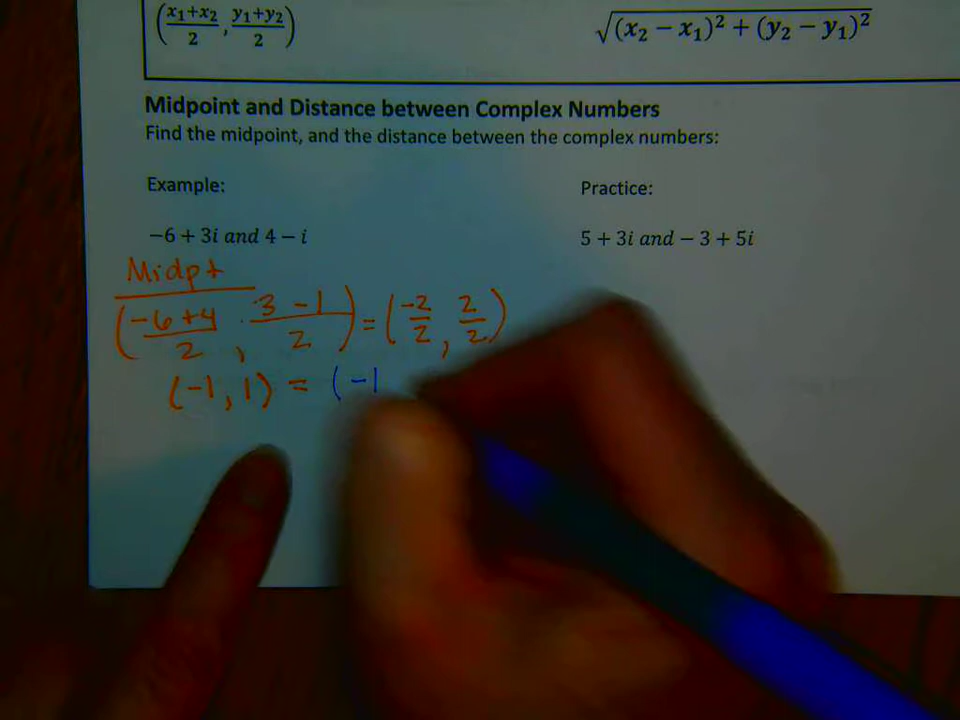 (x₁+x₂/2, y₁+y₂/2) √(x₂ − x₁)² + (y₂ − y₁)²
Midpoint and Distance between Complex Numbers
Find the midpoint, and the distance between the complex numbers:
Example: Practice:
−6 + 3i and 4 − i 5 + 3i and − 3 + 5i
Midpt
(-6+4/2, 3-1/2) = (-2/2, 2/2)
(-1, 1) = (-1